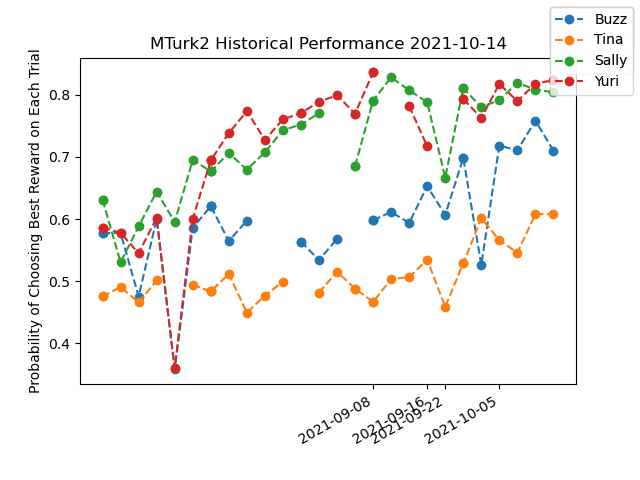 MTurk2 Historical Performance 2021-10-14
Buzz
Tina
Sally
Yuri
Probability of Choosing Best Reward on Each Trial
0.8
0.7
0.6
0.5
0.4
2021-09-08
2021-09-16
2021-09-22
2021-10-05